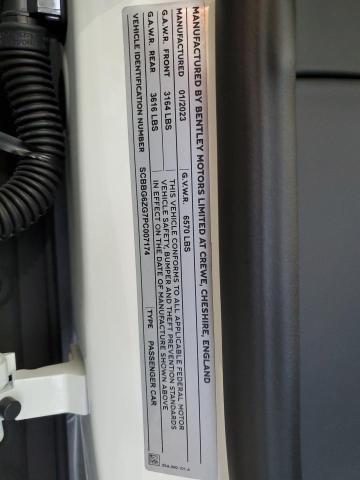 MANUFACTURED BY BENTLEY MOTORS LIMITED AT CREWE, CHESHIRE, ENGLAND
MANUFACTURED 01/2023 G.V.W.R. 6570 LBS
G.A.W.R. FRONT 3164 LBS
G.A.W.R. REAR 3616 LBS
THIS VEHICLE CONFORMS TO ALL APPLICABLE FEDERAL MOTOR
VEHICLE SAFETY, BUMPER AND THEFT PREVENTION STANDARDS
IN EFFECT ON THE DATE OF MANUFACTURE SHOWN ABOVE
VEHICLE IDENTIFICATION NUMBER SCBBG6ZG7PC007174 TYPE PASSENGER CAR